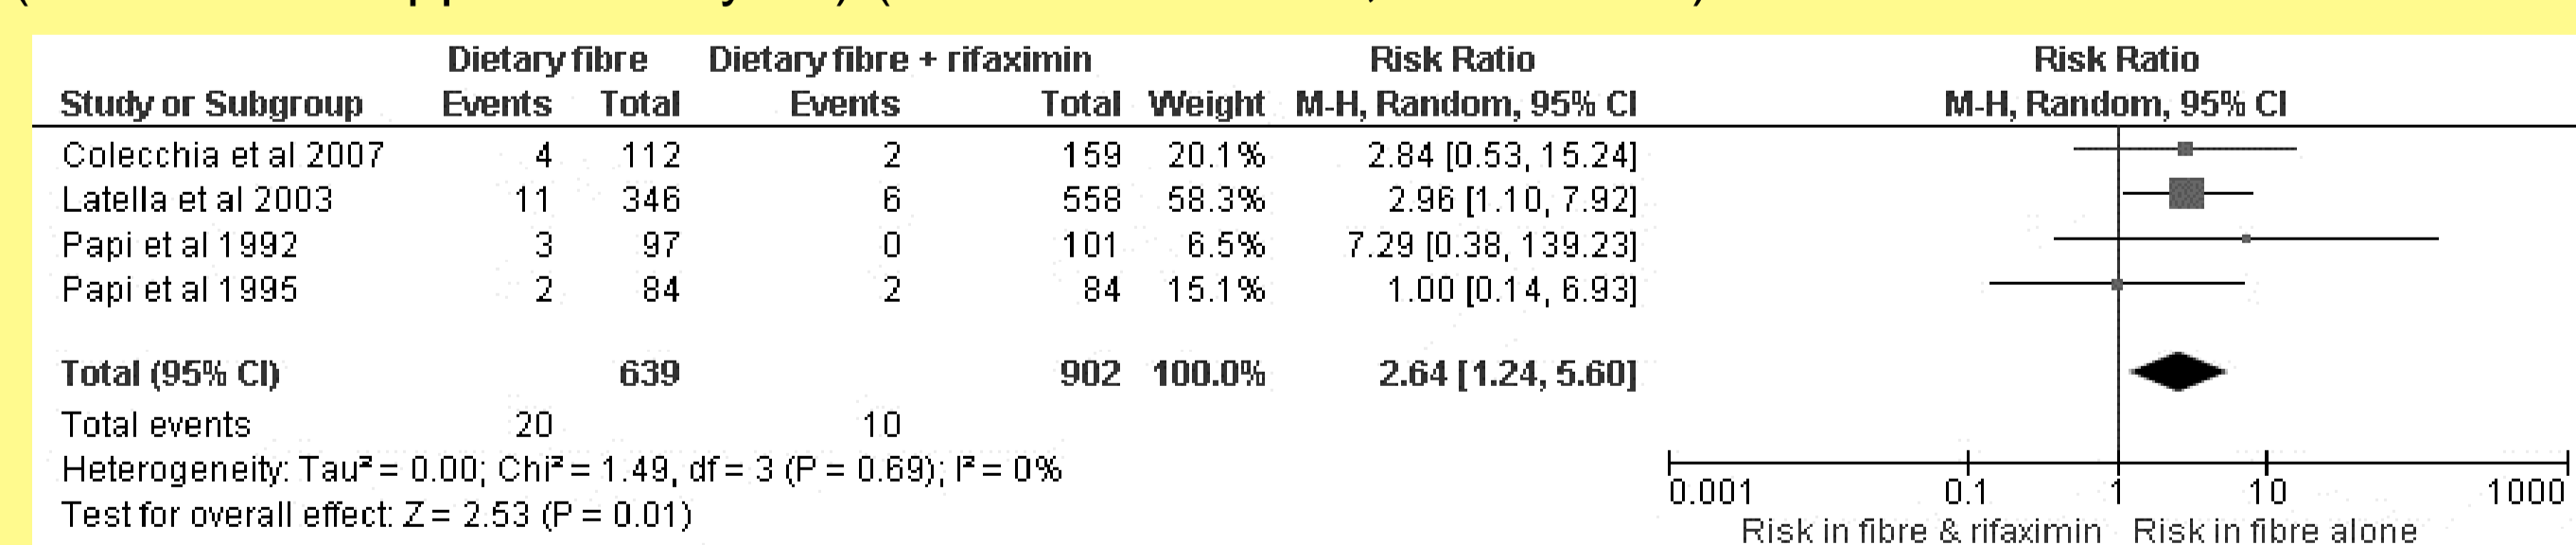 Dietary fibre Dietary fibre + rifaximin Risk Ratio Risk Ratio
Study or Subgroup Events Total Events Total Weight M-H, Random, 95% CI M-H, Random, 95% CI
Colecchia et al 2007 4 112 2 159 20.1% 2.84 [0.53, 15.24]
Latella et al 2003 11 346 6 558 58.3% 2.96 [1.10, 7.92]
Papi et al 1992 3 97 0 101 6.5% 7.29 [0.38, 139.23]
Papi et al 1995 2 84 2 84 15.1% 1.00 [0.14, 6.93]
Total (95% CI) 639 902 100.0% 2.64 [1.24, 5.60]
Total events 20 10
Heterogeneity: Tau² = 0.00; Chi² = 1.49, df = 3 (P = 0.69); I² = 0%
Test for overall effect: Z = 2.53 (P = 0.01)
0.001 0.1 1 10 1000
Risk in fibre & rifaximin Risk in fibre alone